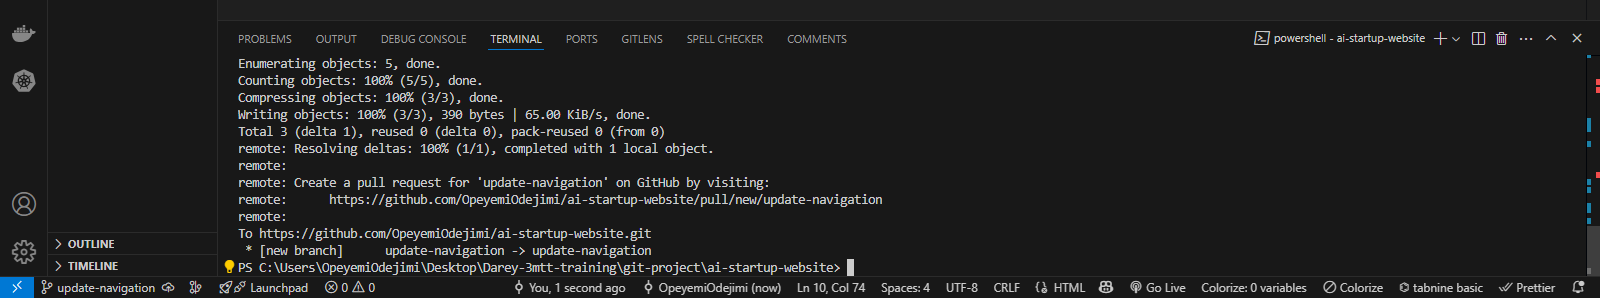 PROBLEMS OUTPUT DEBUG CONSOLE TERMINAL PORTS GITLENS SPELL CHECKER COMMENTS powershell - ai-startup-website
Enumerating objects: 5, done.
Counting objects: 100% (5/5), done.
Compressing objects: 100% (3/3), done.
Writing objects: 100% (3/3), 390 bytes | 65.00 KiB/s, done.
Total 3 (delta 1), reused 0 (delta 0), pack-reused 0 (from 0)
remote: Resolving deltas: 100% (1/1), completed with 1 local object.
remote:
remote: Create a pull request for 'update-navigation' on GitHub by visiting:
remote:      https://github.com/OpeyemiOdejimi/ai-startup-website/pull/new/update-navigation
remote:
To https://github.com/OpeyemiOdejimi/ai-startup-website.git
 * [new branch]      update-navigation -> update-navigation
PS C:\Users\OpeyemiOdejimi\Desktop\Darey-3mtt-training\git-project\ai-startup-website>
OUTLINE
TIMELINE
update-navigation Launchpad 0 0 You, 1 second ago OpeyemiOdejimi (now) Ln 10, Col 74 Spaces: 4 UTF-8 CRLF HTML Go Live Colorize: 0 variables Colorize tabnine basic Prettier